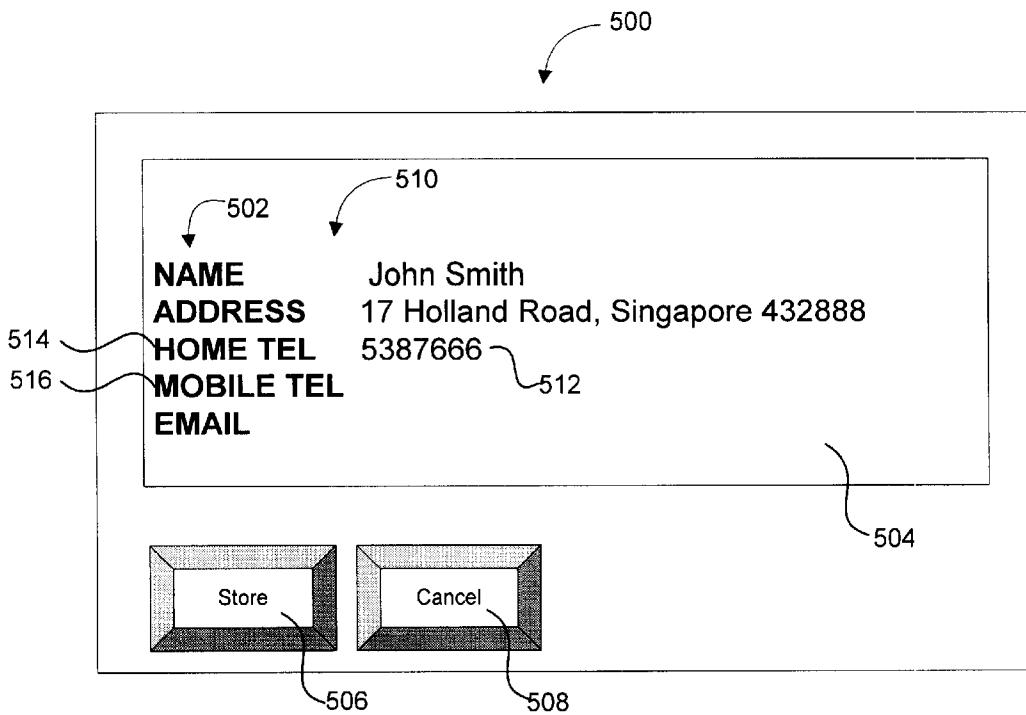 500
510
502
NAME John Smith
ADDRESS 17 Holland Road, Singapore 432888
514 HOME TEL 5387666 512
516 MOBILE TEL
EMAIL
504
Store Cancel
506 508